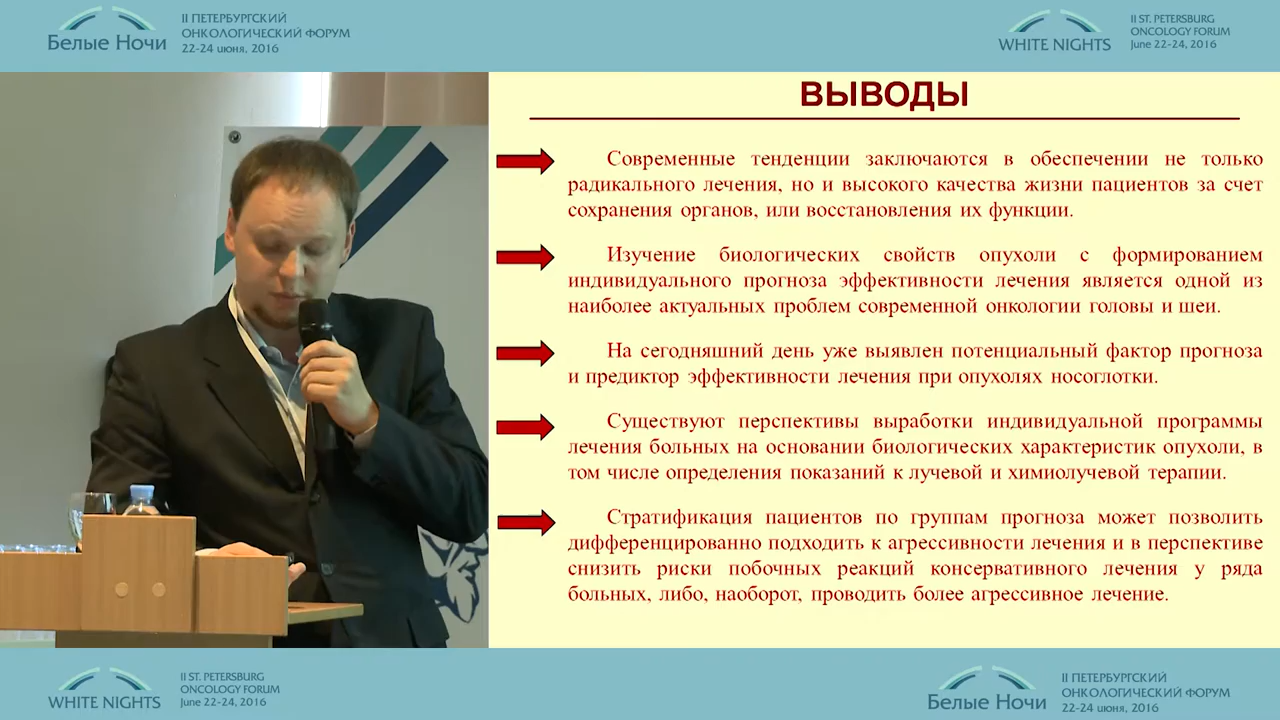 Белые Ночи
II ПЕТЕРБУРГСКИЙ
ОНКОЛОГИЧЕСКИЙ ФОРУМ
22-24 июня, 2016
WHITE NIGHTS
II ST. PETERSBURG
ONCOLOGY FORUM
June 22-24, 2016
ВЫВОДЫ
Современные тенденции заключаются в обеспечении не только
радикального лечения, но и высокого качества жизни пациентов за счет
сохранения органов, или восстановления их функции.
Изучение биологических свойств опухоли с формированием
индивидуального прогноза эффективности лечения является одной из
наиболее актуальных проблем современной онкологии головы и шеи.
На сегодняшний день уже выявлен потенциальный фактор прогноза
и предиктор эффективности лечения при опухолях носоглотки.
Существуют перспективы выработки индивидуальной программы
лечения больных на основании биологических характеристик опухоли, в
том числе определения показаний к лучевой и химиолучевой терапии.
Стратификация пациентов по группам прогноза может позволить
дифференцированно подходить к агрессивности лечения и в перспективе
снизить риски побочных реакций консервативного лечения у ряда
больных, либо, наоборот, проводить более агрессивное лечение.
WHITE NIGHTS
II ST. PETERSBURG
ONCOLOGY FORUM
June 22-24, 2016
Белые Ночи
II ПЕТЕРБУРГСКИЙ
ОНКОЛОГИЧЕСКИЙ ФОРУМ
22-24 июня, 2016